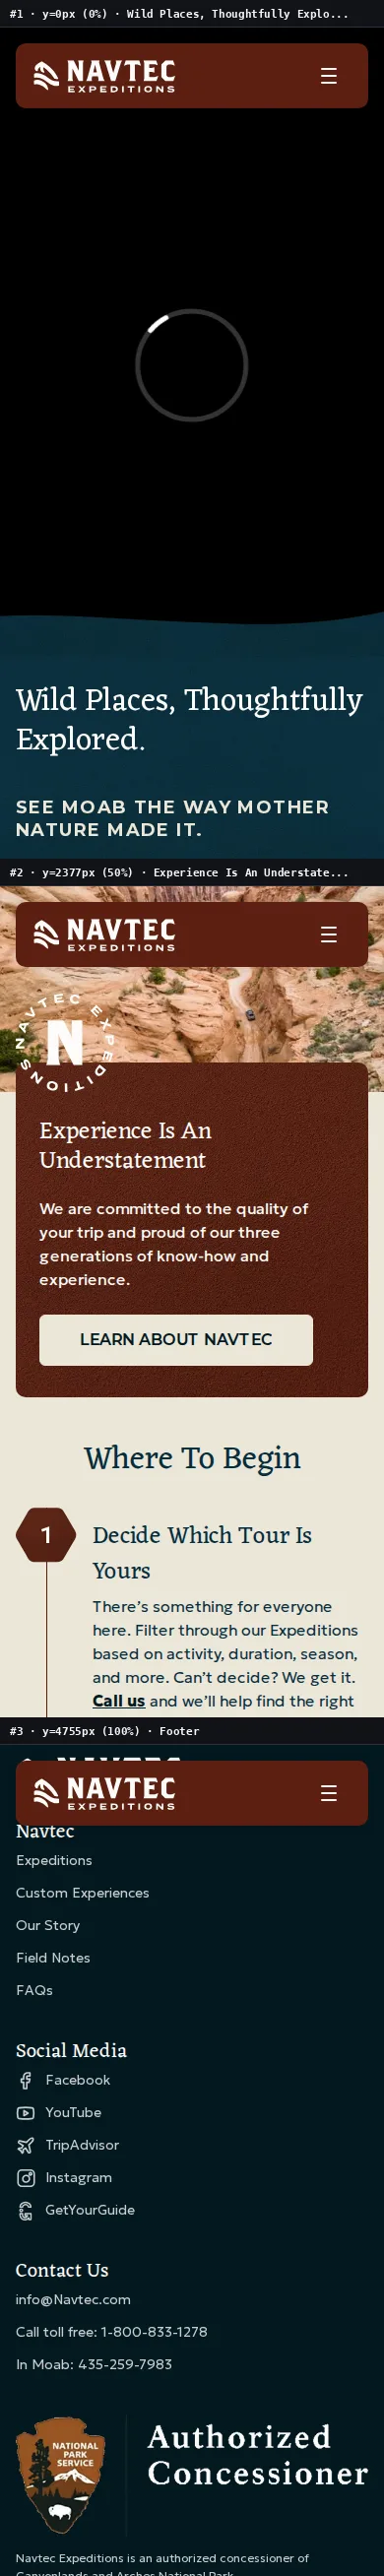 #1 · y=0px (0%) · Wild Places, Thoughtfully Explo...
NAVTEC
EXPEDITIONS
Wild Places, Thoughtfully
Explored.
SEE MOAB THE WAY MOTHER
NATURE MADE IT.
#2 · y=2377px (50%) · Experience Is An Understate...
NAVTEC
EXPEDITIONS
NAVTEC EXPEDITIONS
N
Experience Is An
Understatement
We are committed to the quality of
your trip and proud of our three
generations of know-how and
experience.
LEARN ABOUT NAVTEC
Where To Begin
1
Decide Which Tour Is
Yours
There’s something for everyone
here. Filter through our Expeditions
based on activity, duration, season,
and more. Can’t decide? We get it.
Call us and we’ll help find the right
#3 · y=4755px (100%) · Footer
NAVTEC
EXPEDITIONS
Navtec
Expeditions
Custom Experiences
Our Story
Field Notes
FAQs
Social Media
Facebook
YouTube
TripAdvisor
Instagram
GetYourGuide
Contact Us
info@Navtec.com
Call toll free: 1-800-833-1278
In Moab: 435-259-7983
NATIONAL
PARK
SERVICE
Authorized
Concessioner
Navtec Expeditions is an authorized concessioner of
Canyonlands and Arches National Park